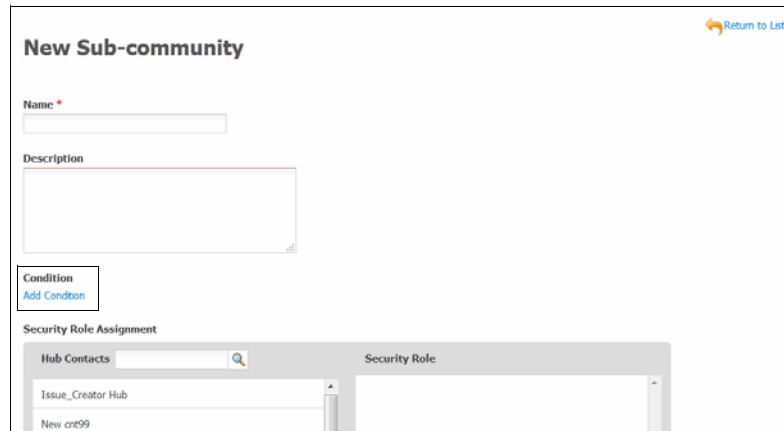 Return to List
New Sub-community
Name *
Description
Condition
Add Condition
Security Role Assignment
Hub Contacts
Security Role
Issue_Creator Hub
New cnt99